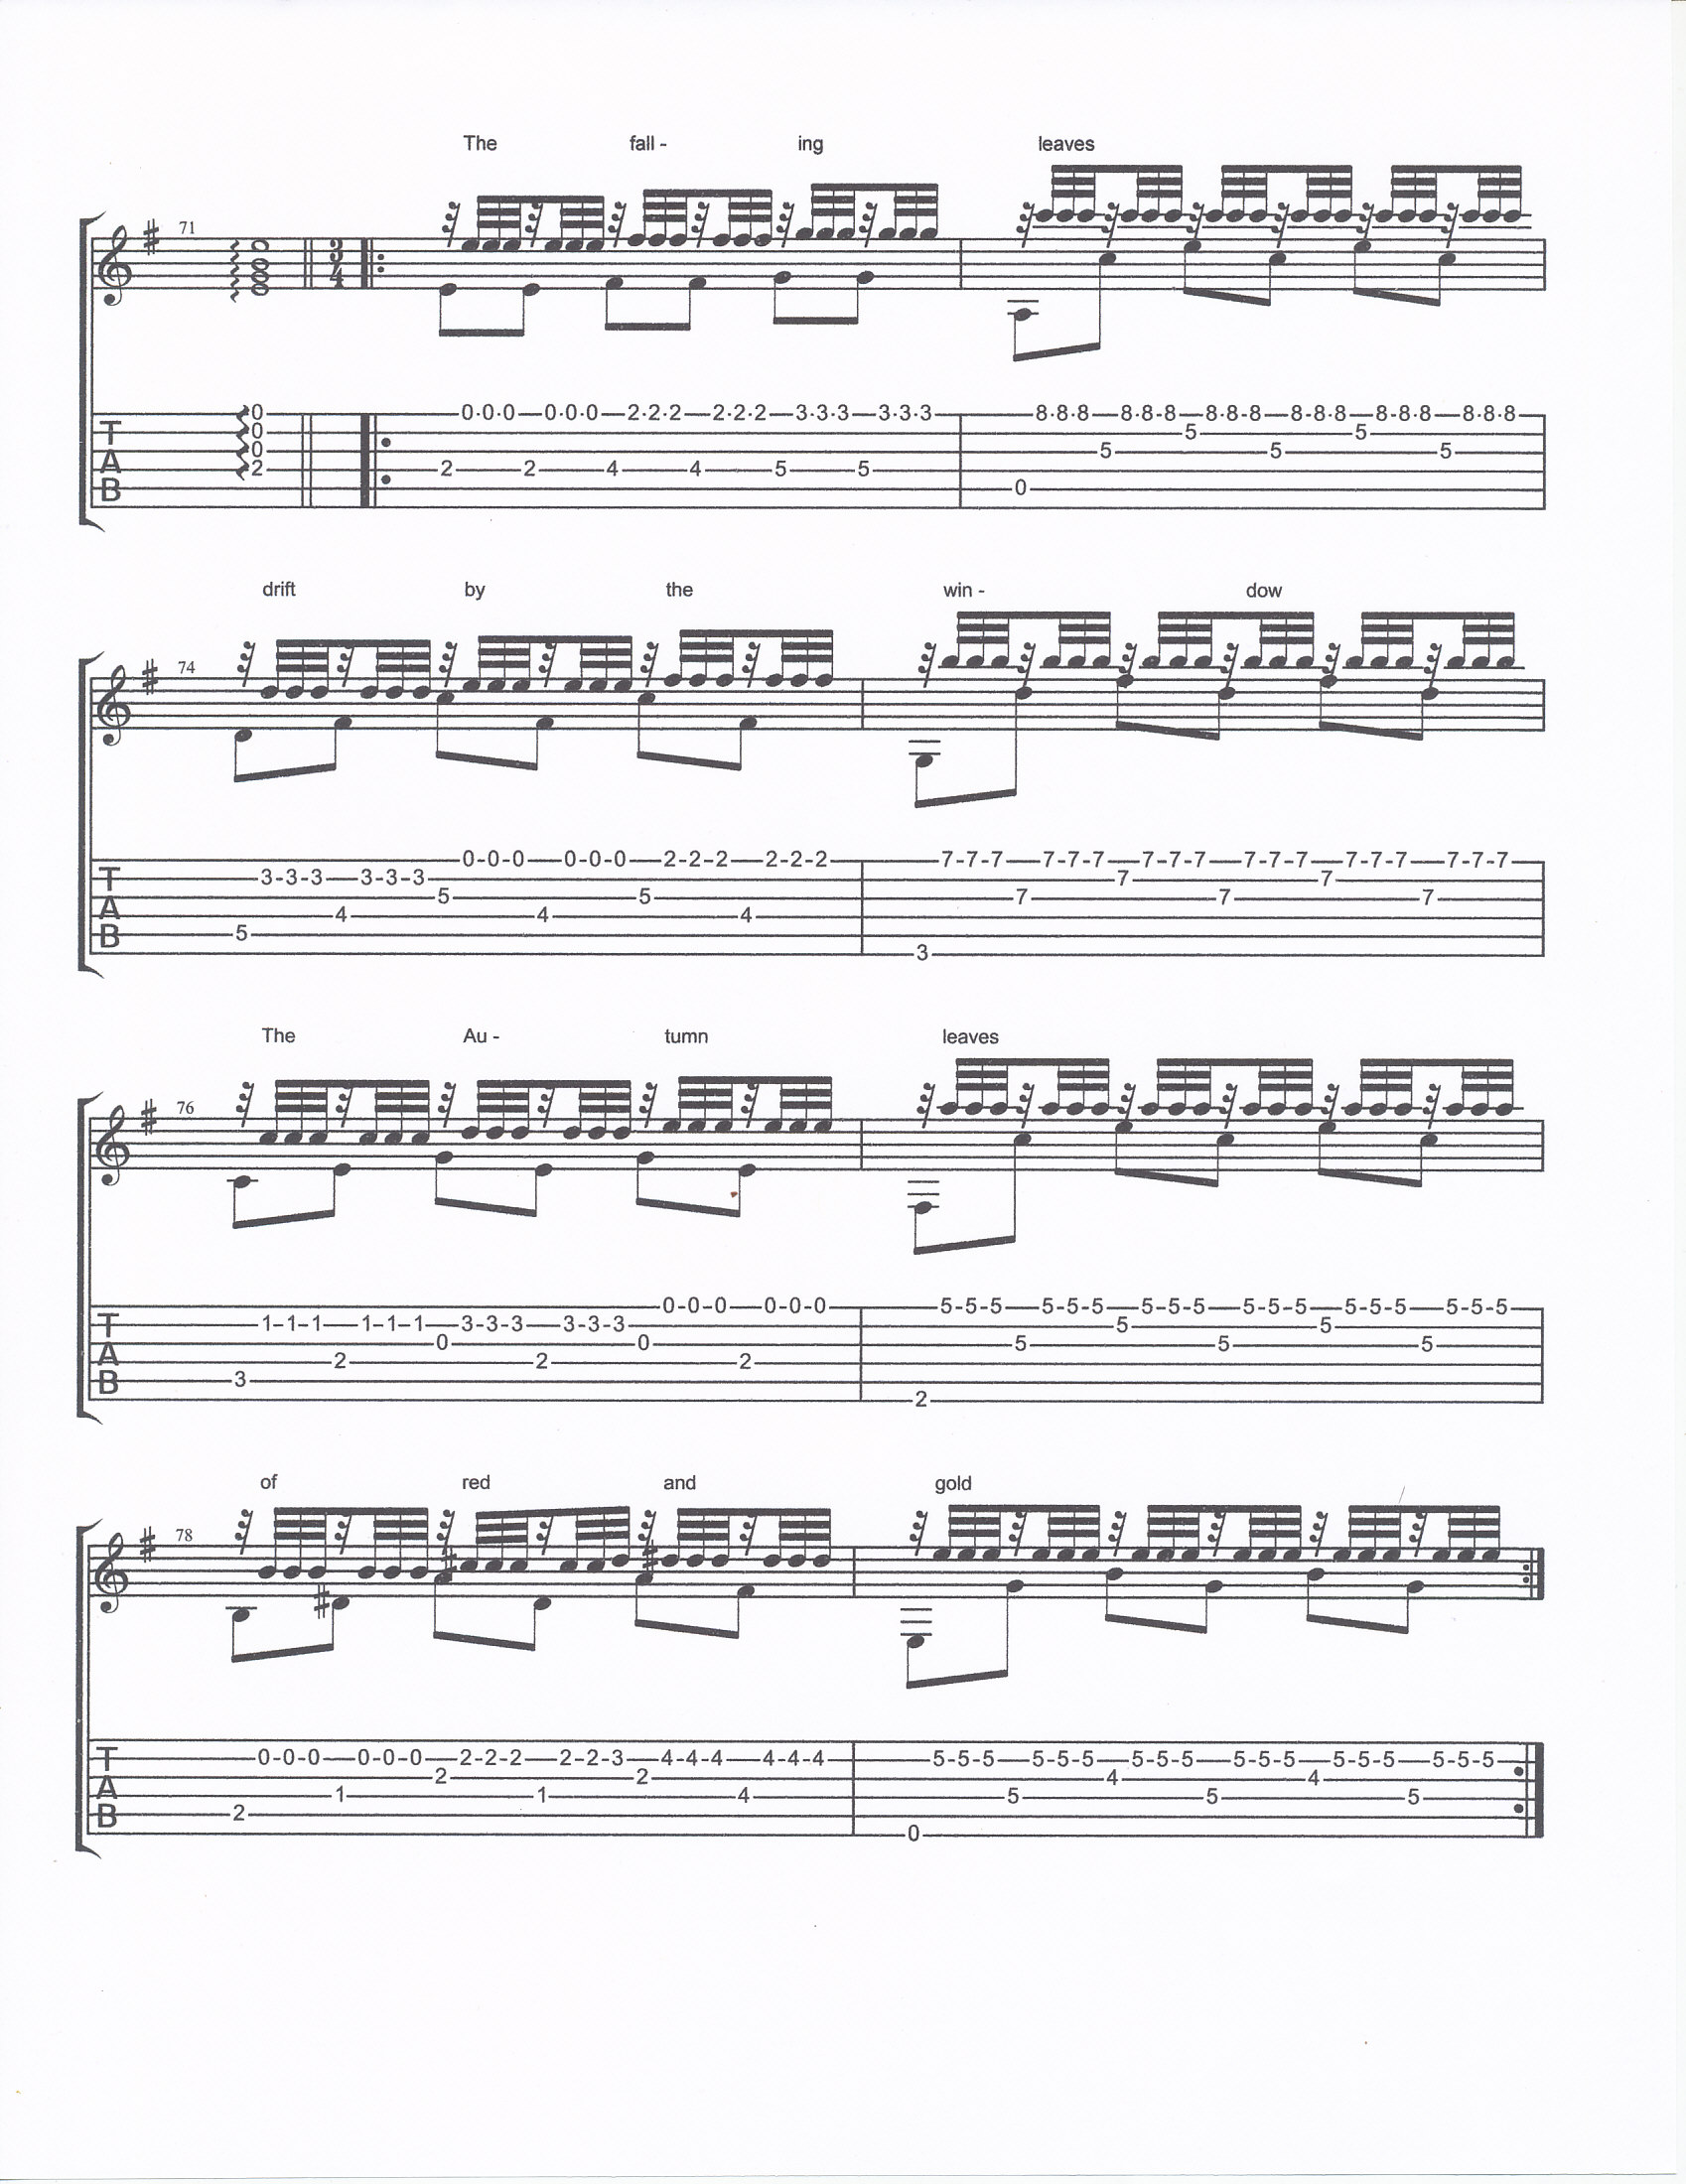 The fall - ing leaves
71
3
4
0-0-0-0-0-0-2-2-2-2-2-2-3-3-3-3-3-3 8-8-8-8-8-8-8-8-8-8-8-8-8-8-8-8-8-8
T 0
0 5 5
0 5 5 5
A 2 2 2 4 4 5 5
B 0
drift by the win - dow
74
0-0-0-0-0-0-2-2-2-2-2-2 7-7-7-7-7-7-7-7-7-7-7-7-7-7-7-7-7-7
T 3-3-3-3-3-3 7 7
5 5 7 7 7
A 4 4 4
B 5
3
The Au - tumn leaves
76
0-0-0-0-0-0 5-5-5-5-5-5-5-5-5-5-5-5-5-5-5-5-5-5
T 1-1-1-1-1-1 3-3-3-3-3-3 5 5
0 0 5 5 5
A 2 2 2
B 3
2
of red and gold
78
T 0-0-0-0-0-0 2-2-2-2-2-3 4-4-4-4-4-4 5-5-5-5-5-5-5-5-5-5-5-5-5-5-5-5-5-5
2 2 4 4
A 1 1 4 5 5 5
B 2
0